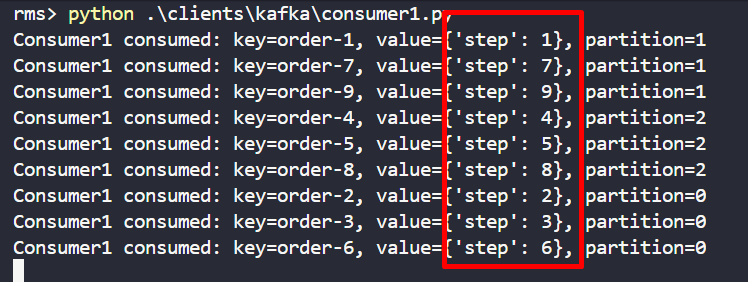 rms> python .\clients\kafka\consumer1.py
Consumer1 consumed: key=order-1, value={'step': 1}, partition=1
Consumer1 consumed: key=order-7, value={'step': 7}, partition=1
Consumer1 consumed: key=order-9, value={'step': 9}, partition=1
Consumer1 consumed: key=order-4, value={'step': 4}, partition=2
Consumer1 consumed: key=order-5, value={'step': 5}, partition=2
Consumer1 consumed: key=order-8, value={'step': 8}, partition=2
Consumer1 consumed: key=order-2, value={'step': 2}, partition=0
Consumer1 consumed: key=order-3, value={'step': 3}, partition=0
Consumer1 consumed: key=order-6, value={'step': 6}, partition=0